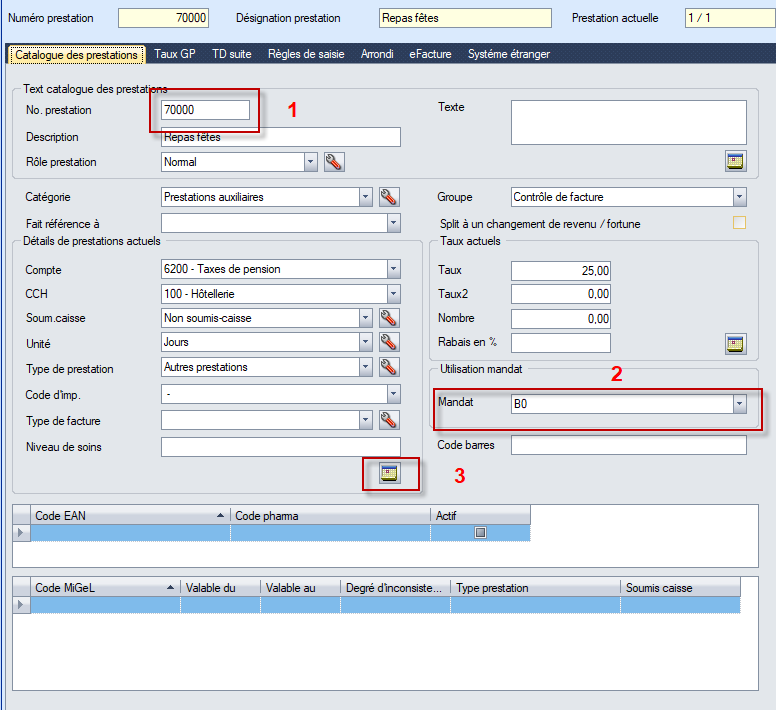 Numéro prestation 70000 Désignation prestation Repas fêtes Prestation actuelle 1 / 1
Catalogue des prestations Taux GP TD suite Règles de saisie Arrondi eFacture Systéme étranger
Text catalogue des prestations
No. prestation 70000 1 Texte
Description Repas fêtes
Rôle prestation Normal
Catégorie Prestations auxiliaires Groupe Contrôle de facture
Fait référence à Split à un changement de revenu / fortune
Détails de prestations actuels Taux actuels
Compte 6200 - Taxes de pension Taux 25,00
CCH 100 - Hôtellerie Taux2 0,00
Soum.caisse Non soumis-caisse Nombre 0,00
Unité Jours Rabais en %
Type de prestation Autres prestations Utilisation mandat 2
Code d'imp. - Mandat B0
Type de facture
Niveau de soins Code barres
3
Code EAN Code pharma Actif
Code MiGeL Valable du Valable au Degré d'inconsiste... Type prestation Soumis caisse